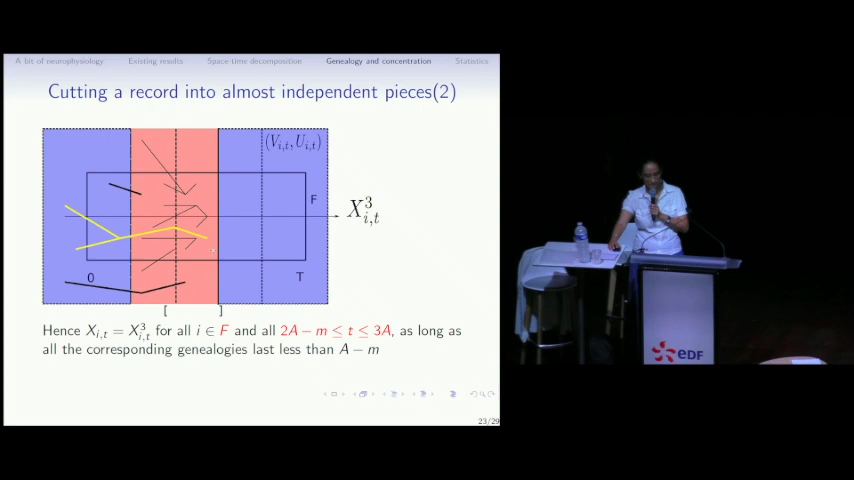 A bit of neurophysiology Existing results Space-time decomposition Genealogy and concentration Statistics
Cutting a record into almost independent pieces(2)
(V_{i,t}, U_{i,t})
F
X^3_{i,t}
0
T
[ ]
Hence X_{i,t} = X^3_{i,t} for all i ∈ F and all 2A − m ≤ t ≤ 3A, as long as
all the corresponding genealogies last less than A − m
23/29
eDF